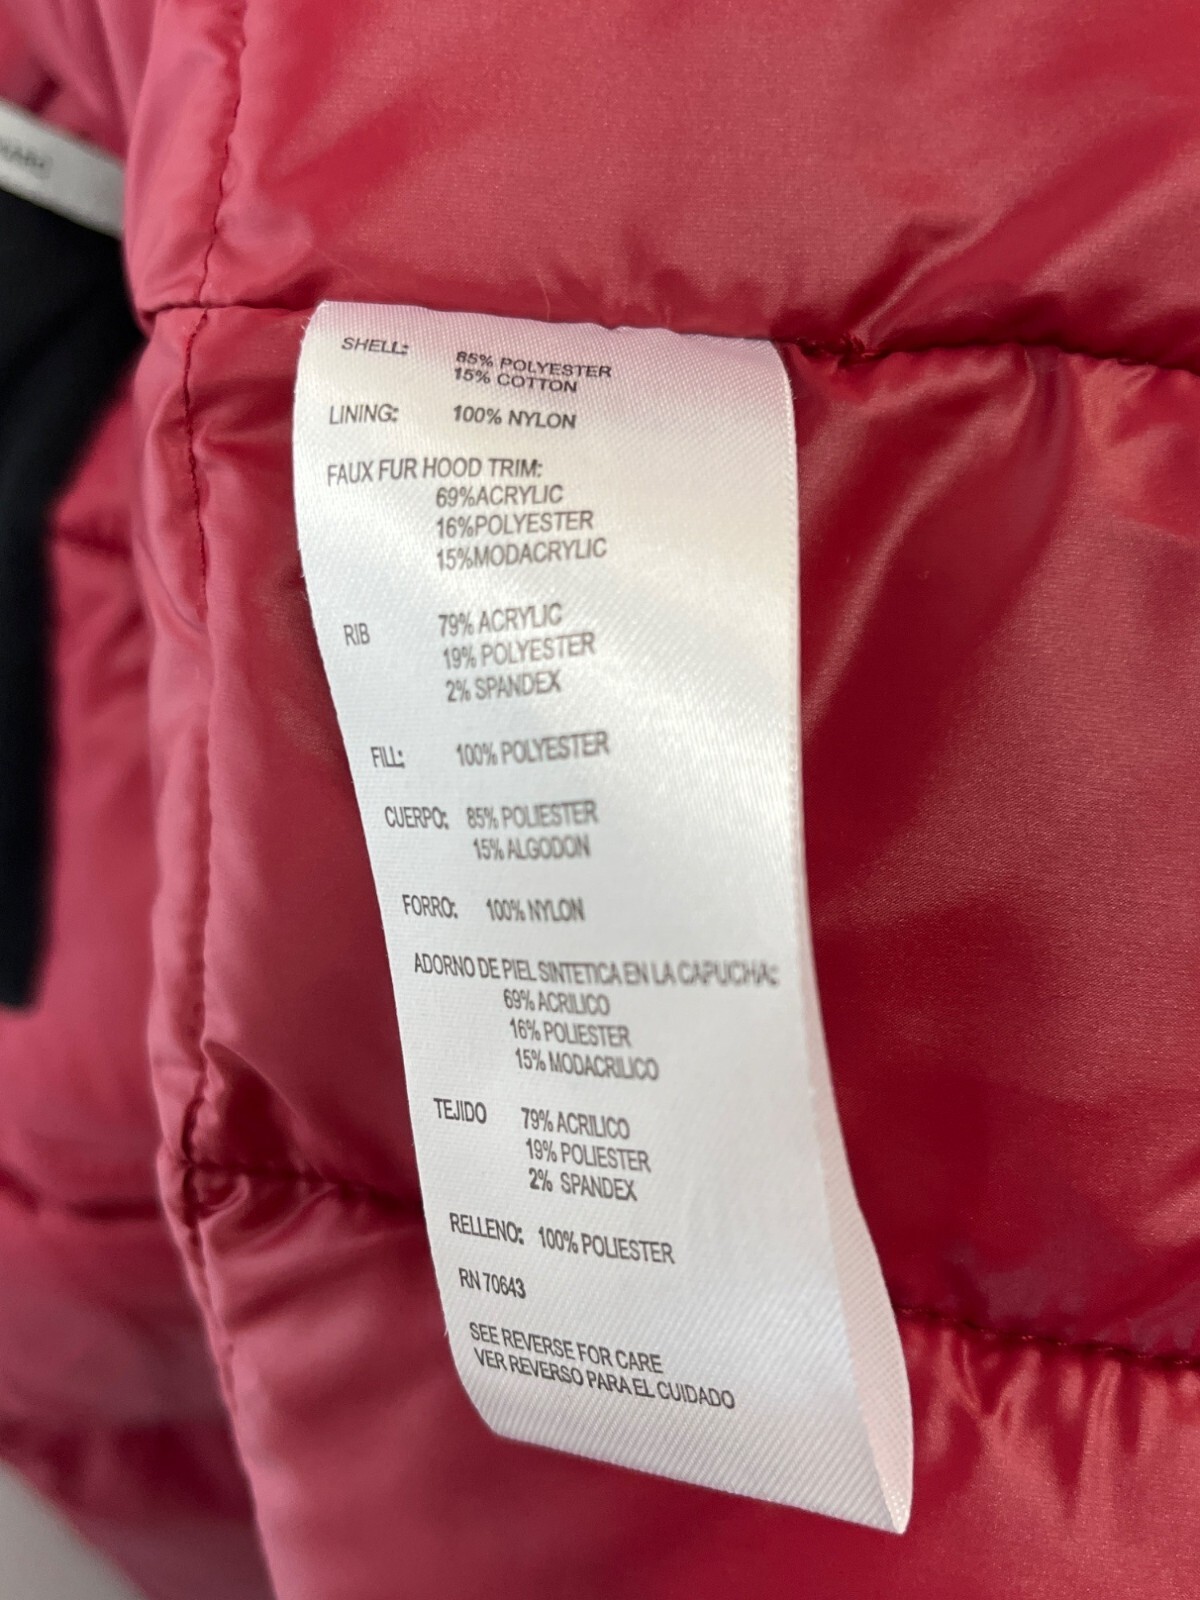 SHELL: 85% POLYESTER
15% COTTON
LINING: 100% NYLON
FAUX FUR HOOD TRIM:
69%ACRYLIC
16%POLYESTER
15%MODACRYLIC
RIB 79% ACRYLIC
19% POLYESTER
2% SPANDEX
FILL: 100% POLYESTER
CUERPO: 85% POLIESTER
15% ALGODON
FORRO: 100% NYLON
ADORNO DE PIEL SINTETICA EN LA CAPUCHA:
69% ACRILICO
16% POLIESTER
15% MODACRILICO
TEJIDO 79% ACRILICO
19% POLIESTER
2% SPANDEX
RELLENO: 100% POLIESTER
RN 70643
SEE REVERSE FOR CARE
VER REVERSO PARA EL CUIDADO